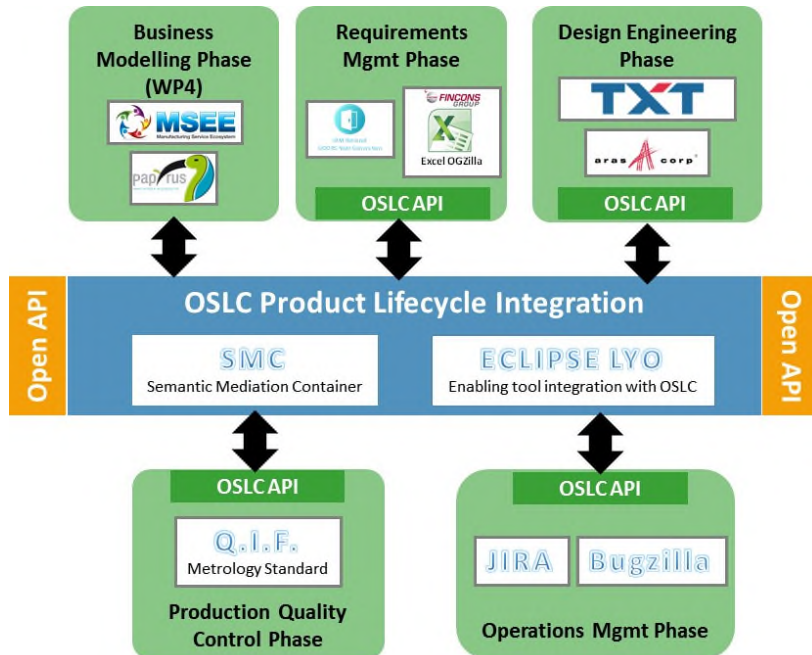 Business
Modelling Phase
(WP4)
MSEE
Manufacturing Service Ecosystem
papyrus
Requirements
Mgmt Phase
FINCONS
GROUP
Excel OGZilla
OSLC API
Design Engineering
Phase
TXT
aras corp
OSLC API
Open API
OSLC Product Lifecycle Integration
SMC
Semantic Mediation Container
ECLIPSE LYO
Enabling tool integration with OSLC
Open API
OSLC API
Q.I.F.
Metrology Standard
Production Quality
Control Phase
OSLC API
JIRA
Bugzilla
Operations Mgmt Phase